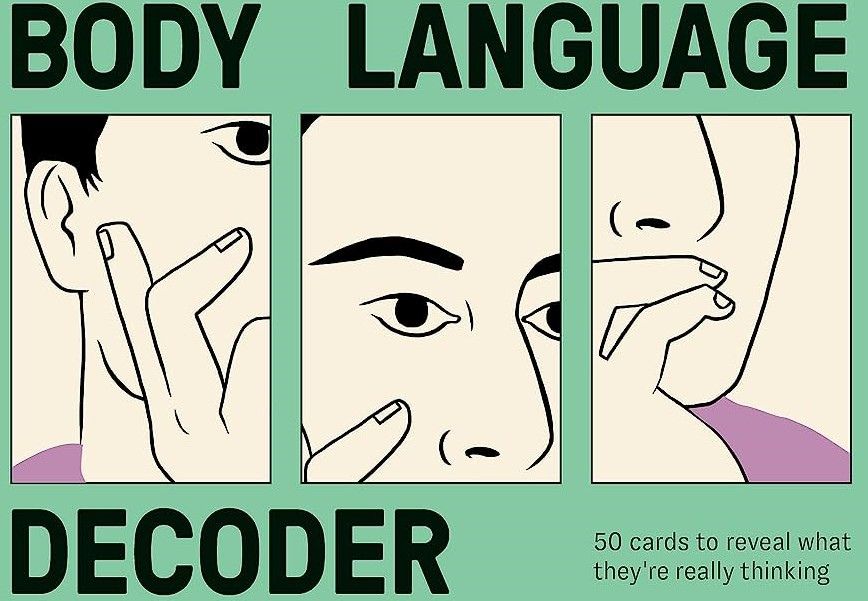 BODY LANGUAGE
DECODER
50 cards to reveal what
they're really thinking